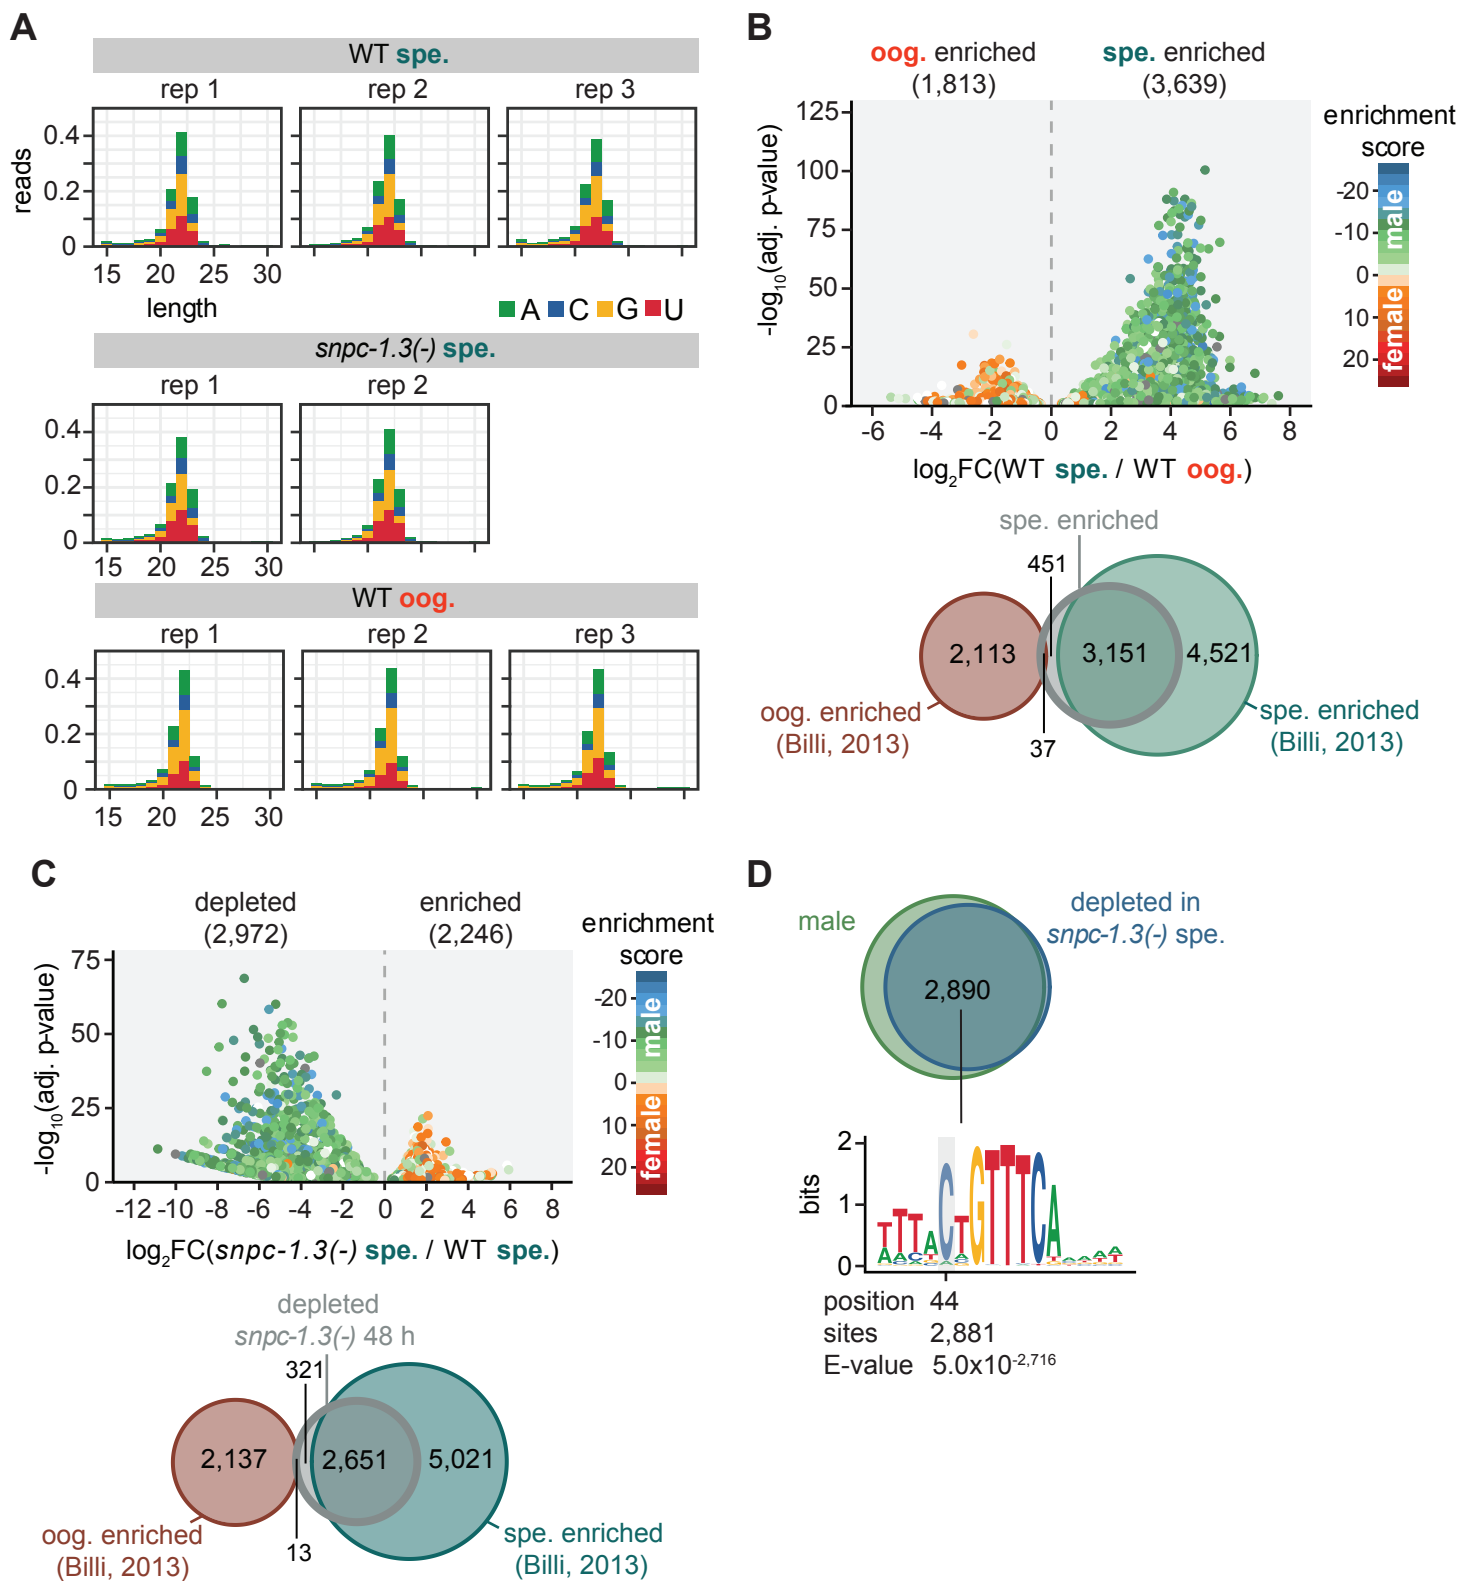 A
WT spe.
rep 1 rep 2 rep 3
reads
0.4
0.2
0
15 20 25 30
length
A C G U
snpc-1.3(-) spe.
rep 1 rep 2
0.4
0.2
0
15 20 25 30
WT oog.
rep 1 rep 2 rep 3
0.4
0.2
0
15 20 25 30
B
oog. enriched spe. enriched
(1,813) (3,639)
-log10(adj. p-value)
125
100
75
50
25
0
-6 -4 -2 0 2 4 6 8
log2FC(WT spe. / WT oog.)
enrichment
score
-20
-10
0
10
20
male
female
spe. enriched
451
2,113 3,151 4,521
37
oog. enriched
(Billi, 2013)
spe. enriched
(Billi, 2013)
C
depleted enriched
(2,972) (2,246)
-log10(adj. p-value)
75
50
25
0
-12 -10 -8 -6 -4 -2 0 2 4 6 8
log2FC(snpc-1.3(-) spe. / WT spe.)
enrichment
score
-20
-10
0
10
20
male
female
depleted
snpc-1.3(-) 48 h
321
2,137 2,651 5,021
13
oog. enriched
(Billi, 2013)
spe. enriched
(Billi, 2013)
D
male
depleted in
snpc-1.3(-) spe.
2,890
bits
2
1
0
TTTACTGTTTCA
position 44
sites 2,881
E-value 5.0x10-2,716